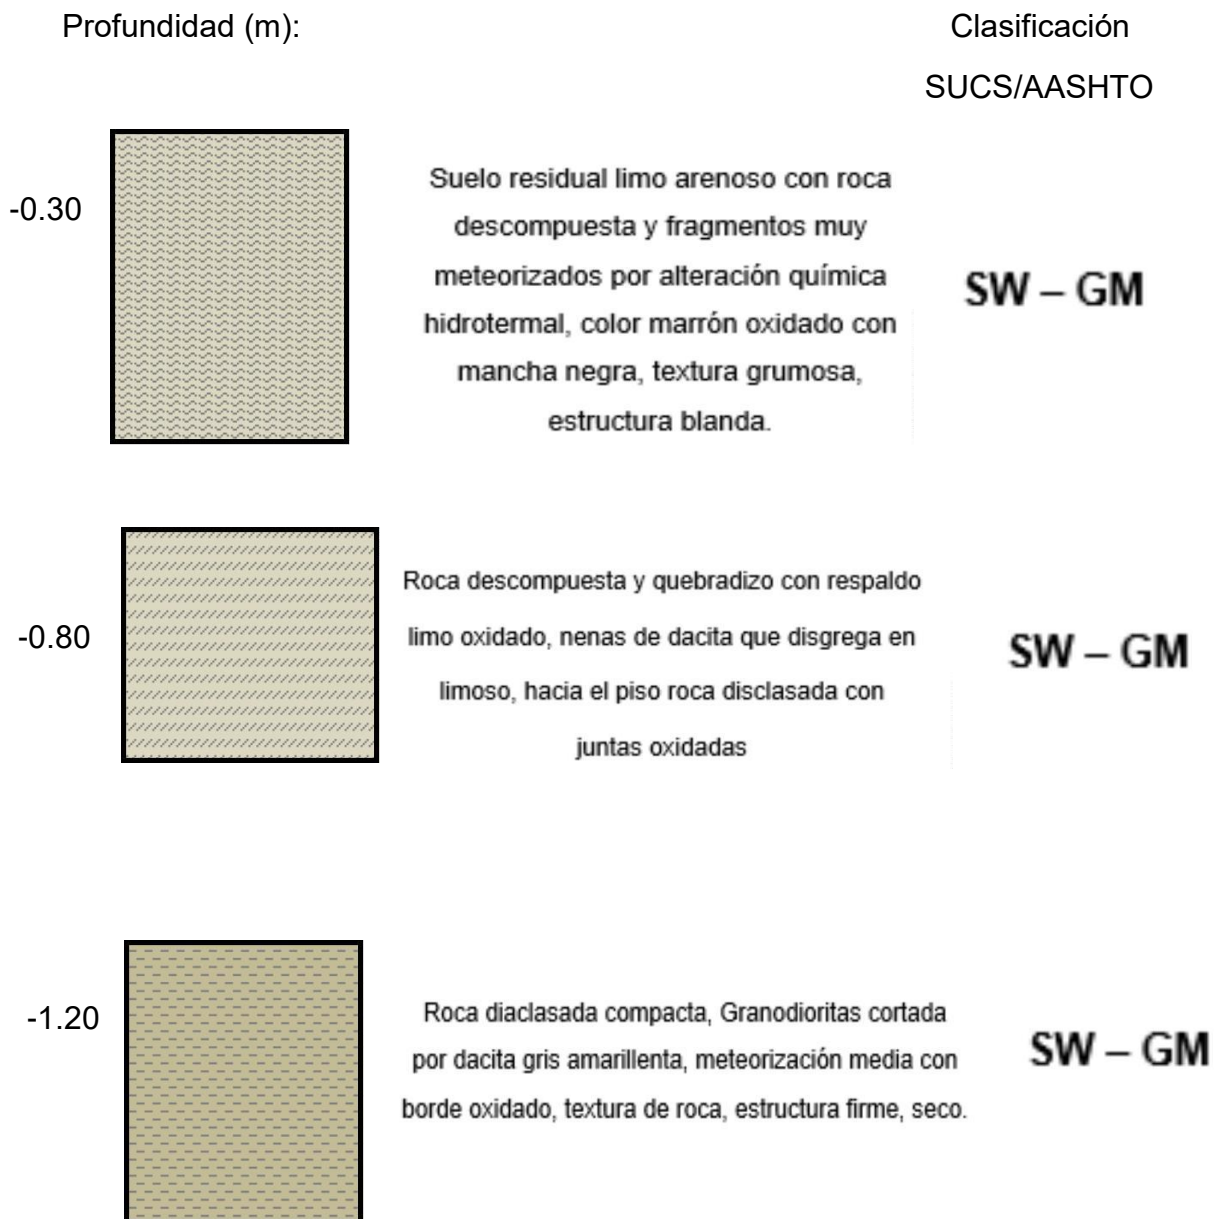 Profundidad (m):
Clasificación
SUCS/AASHTO
-0.30
Suelo residual limo arenoso con roca
descompuesta y fragmentos muy
meteorizados por alteración química
hidrotermal, color marrón oxidado con
mancha negra, textura grumosa,
estructura blanda.
SW – GM
-0.80
Roca descompuesta y quebradizo con respaldo
limo oxidado, nenas de dacita que disgrega en
limoso, hacia el piso roca disclasada con
juntas oxidadas
SW – GM
-1.20
Roca diaclasada compacta, Granodioritas cortada
por dacita gris amarillenta, meteorización media con
borde oxidado, textura de roca, estructura firme, seco.
SW – GM